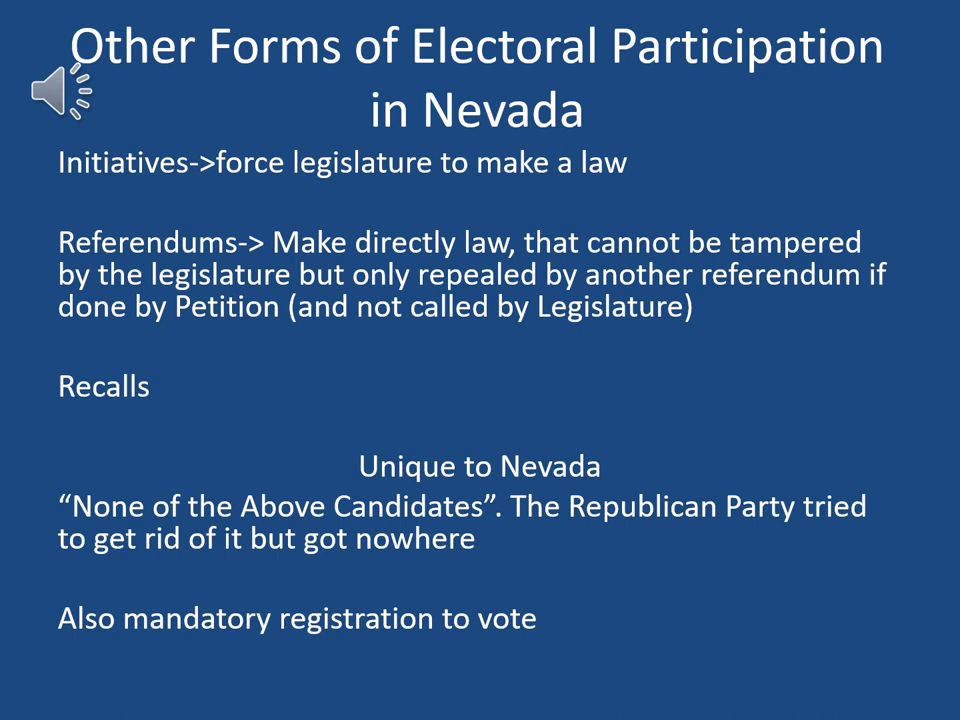 Other Forms of Electoral Participation
in Nevada
Initiatives->force legislature to make a law
Referendums-> Make directly law, that cannot be tampered
by the legislature but only repealed by another referendum if
done by Petition (and not called by Legislature)
Recalls
Unique to Nevada
“None of the Above Candidates”. The Republican Party tried
to get rid of it but got nowhere
Also mandatory registration to vote